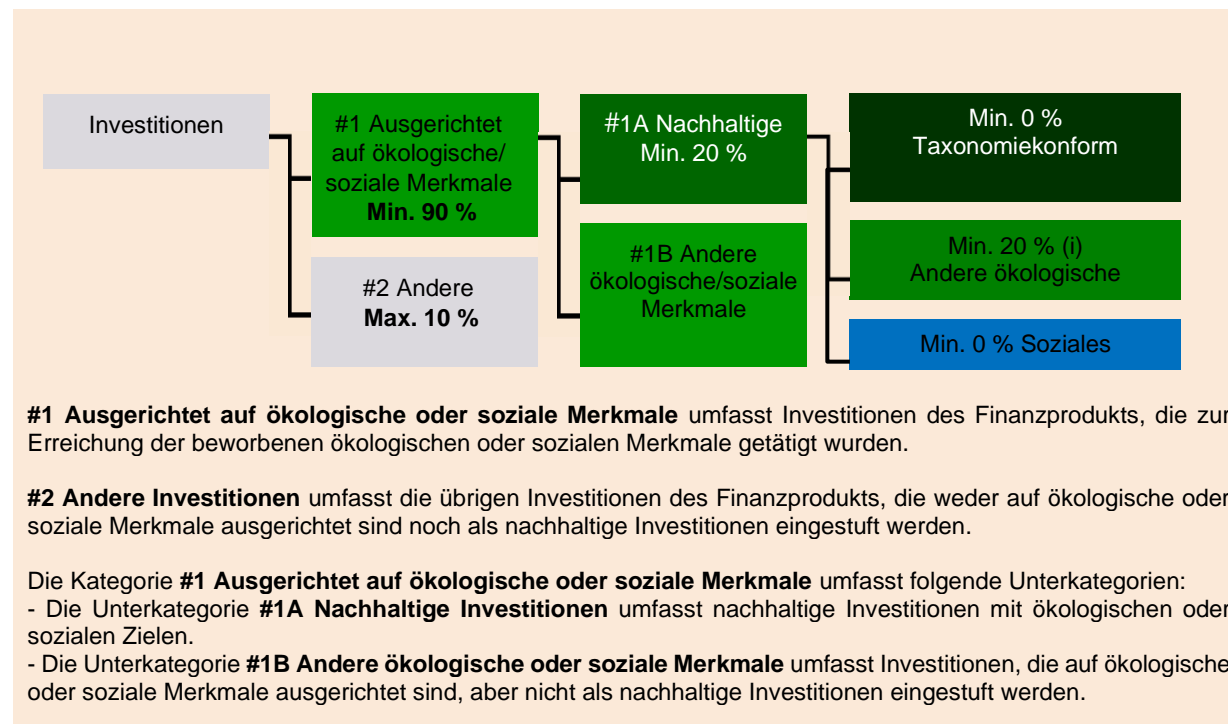 Investitionen
#1 Ausgerichtet
auf ökologische/
soziale Merkmale
Min. 90 %
#2 Andere
Max. 10 %
#1A Nachhaltige
Min. 20 %
#1B Andere
ökologische/soziale
Merkmale
Min. 0 %
Taxonomiekonform
Min. 20 % (i)
Andere ökologische
Min. 0 % Soziales
#1 Ausgerichtet auf ökologische oder soziale Merkmale umfasst Investitionen des Finanzprodukts, die zur
Erreichung der beworbenen ökologischen oder sozialen Merkmale getätigt wurden.
#2 Andere Investitionen umfasst die übrigen Investitionen des Finanzprodukts, die weder auf ökologische oder
soziale Merkmale ausgerichtet sind noch als nachhaltige Investitionen eingestuft werden.
Die Kategorie #1 Ausgerichtet auf ökologische oder soziale Merkmale umfasst folgende Unterkategorien:
- Die Unterkategorie #1A Nachhaltige Investitionen umfasst nachhaltige Investitionen mit ökologischen oder
sozialen Zielen.
- Die Unterkategorie #1B Andere ökologische oder soziale Merkmale umfasst Investitionen, die auf ökologische
oder soziale Merkmale ausgerichtet sind, aber nicht als nachhaltige Investitionen eingestuft werden.